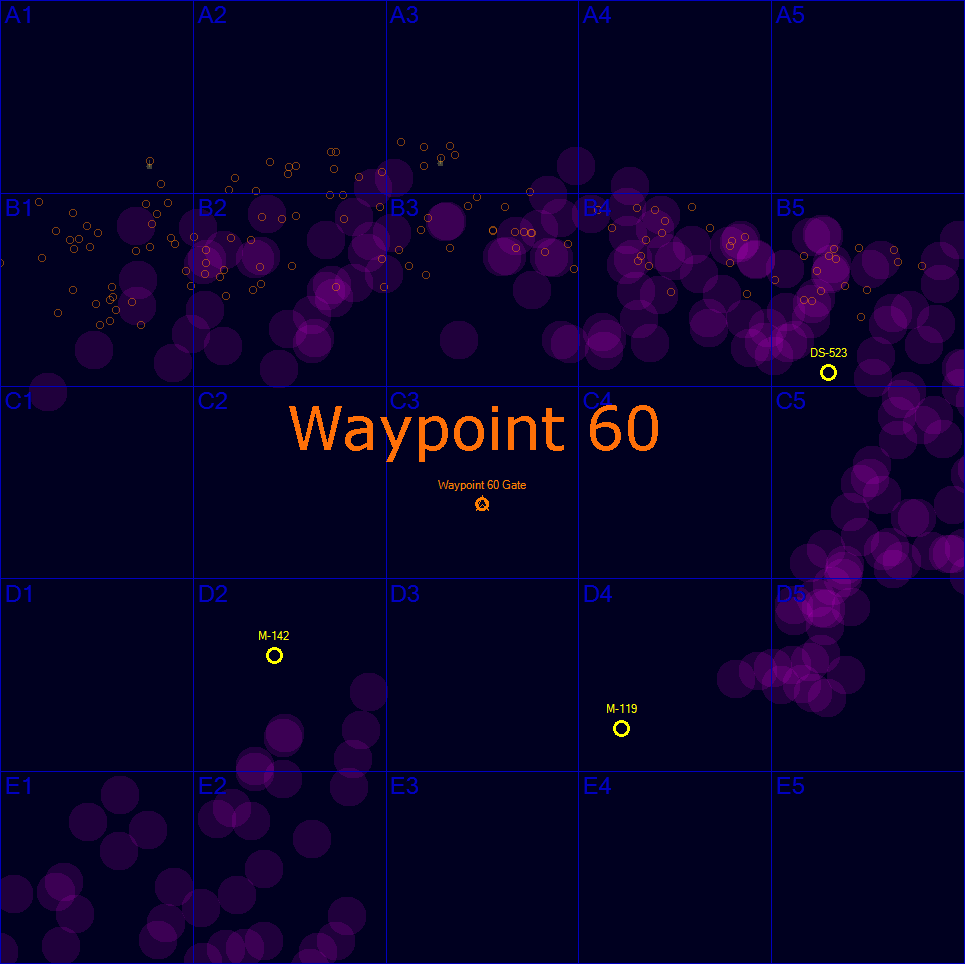 A1 A2 A3 A4 A5
B1 B2 B3 B4 B5
DS-523
C1 C2 C3 C4 C5
Waypoint 60
Waypoint 60 Gate
D1 D2 D3 D4 D5
M-142
M-119
E1 E2 E3 E4 E5